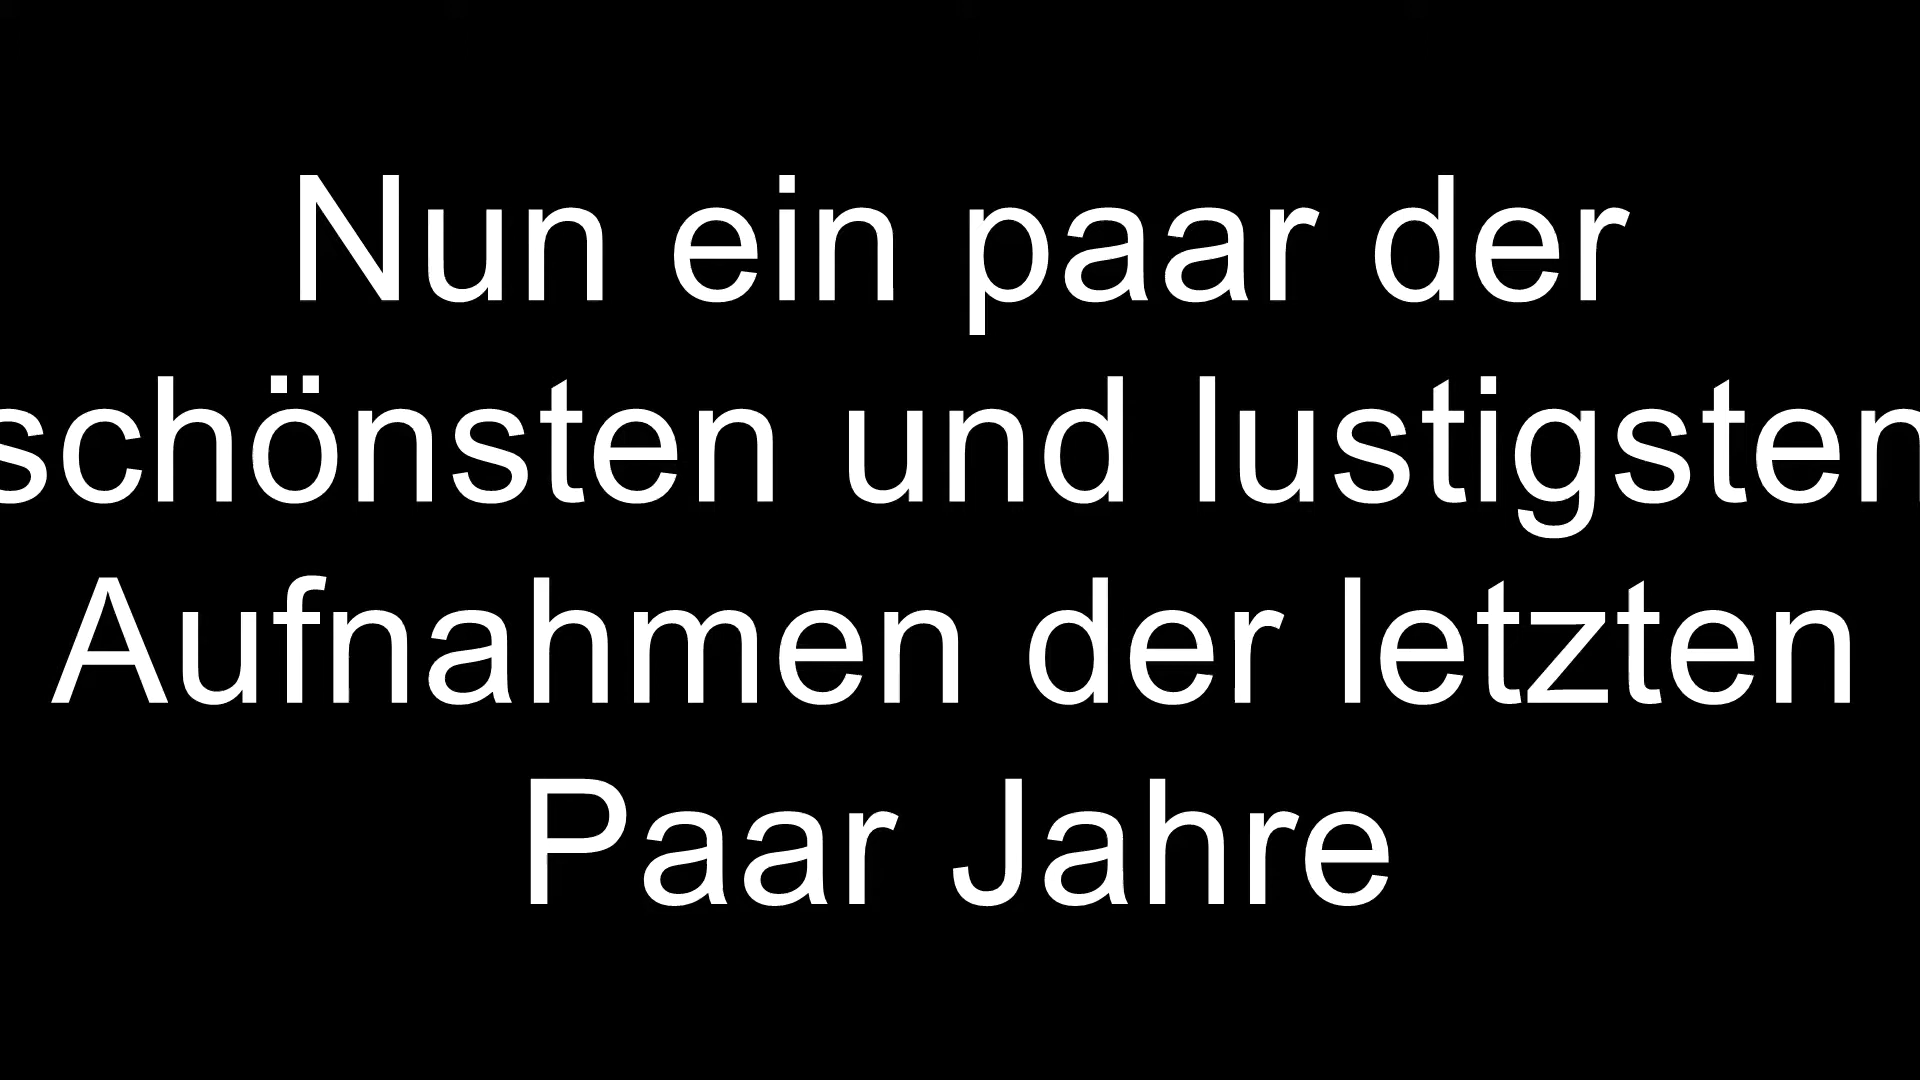 Nun ein paar der
schönsten und lustigsten
Aufnahmen der letzten
Paar Jahre